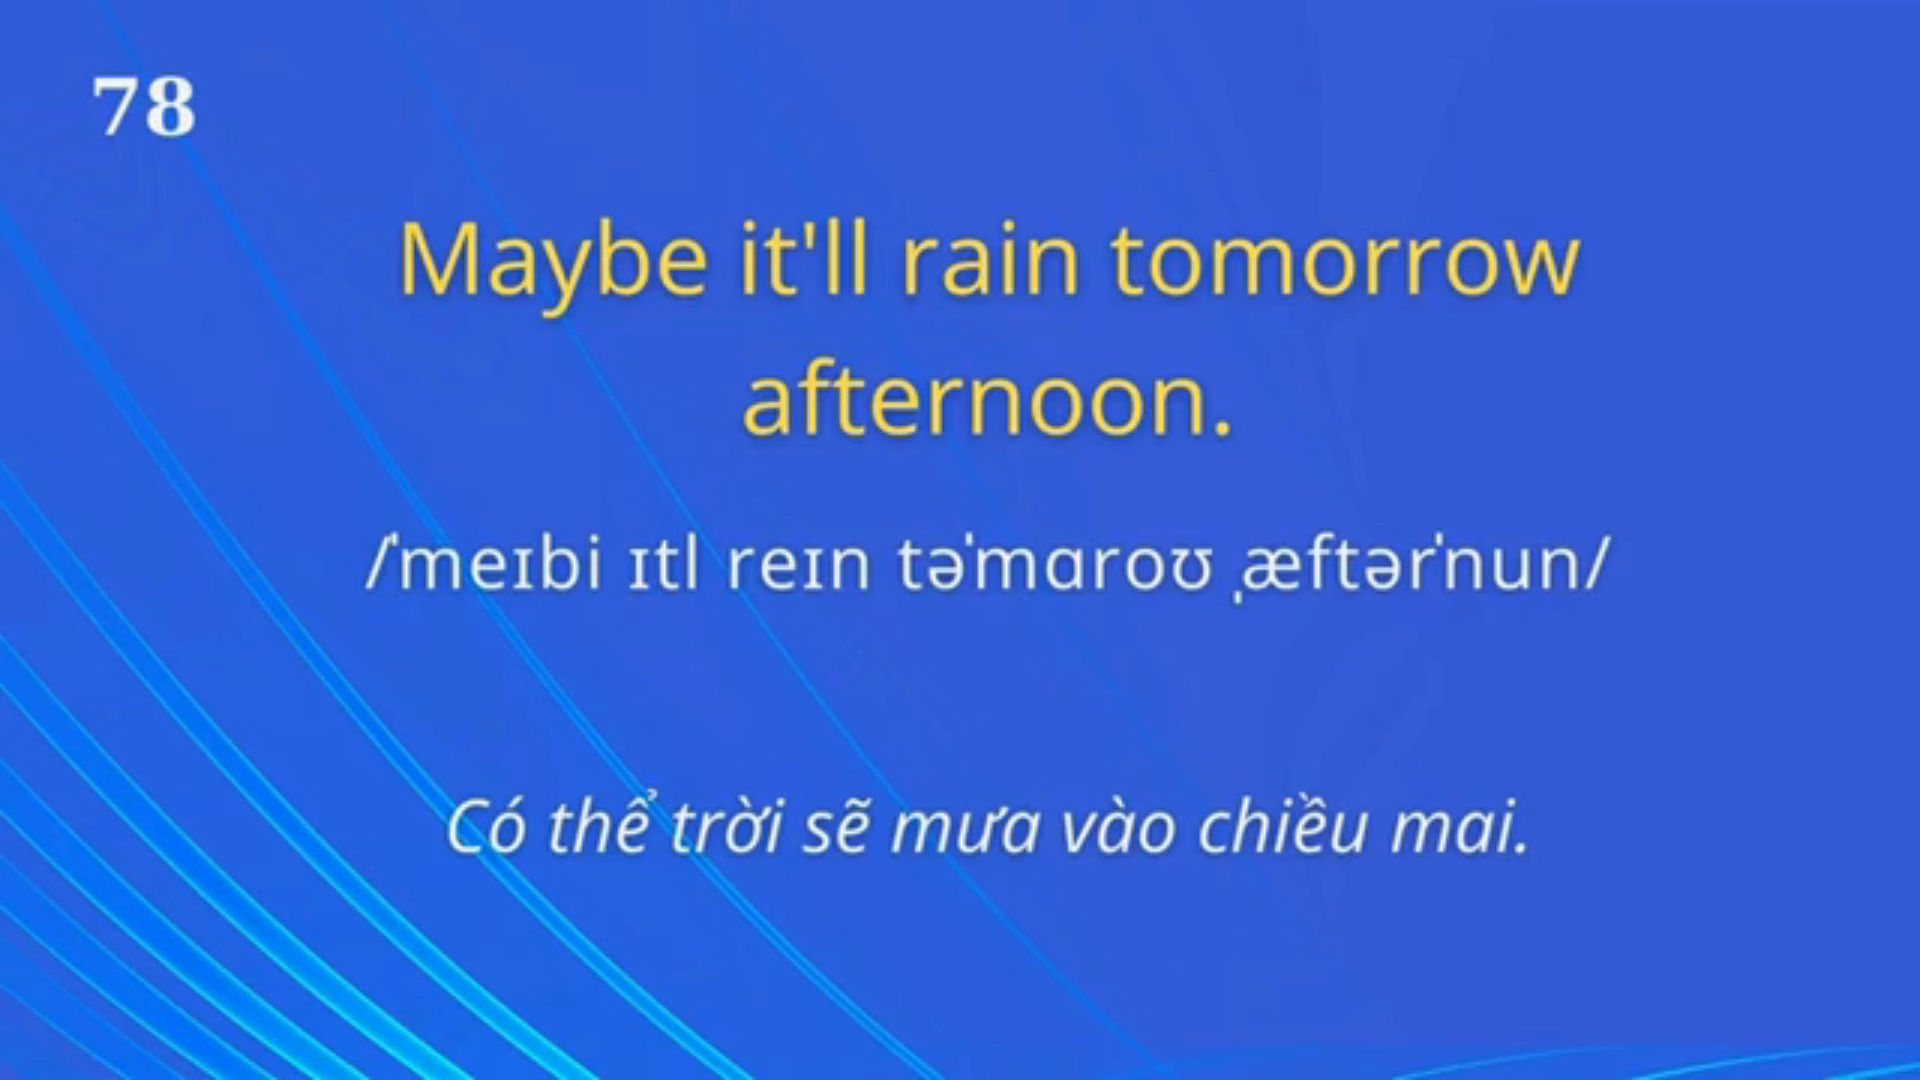 78
Maybe it'll rain tomorrow
afternoon.
/ˈmeɪbi ɪtl reɪn təˈmɑroʊ ˌæftərˈnun/
Có thể trời sẽ mưa vào chiều mai.